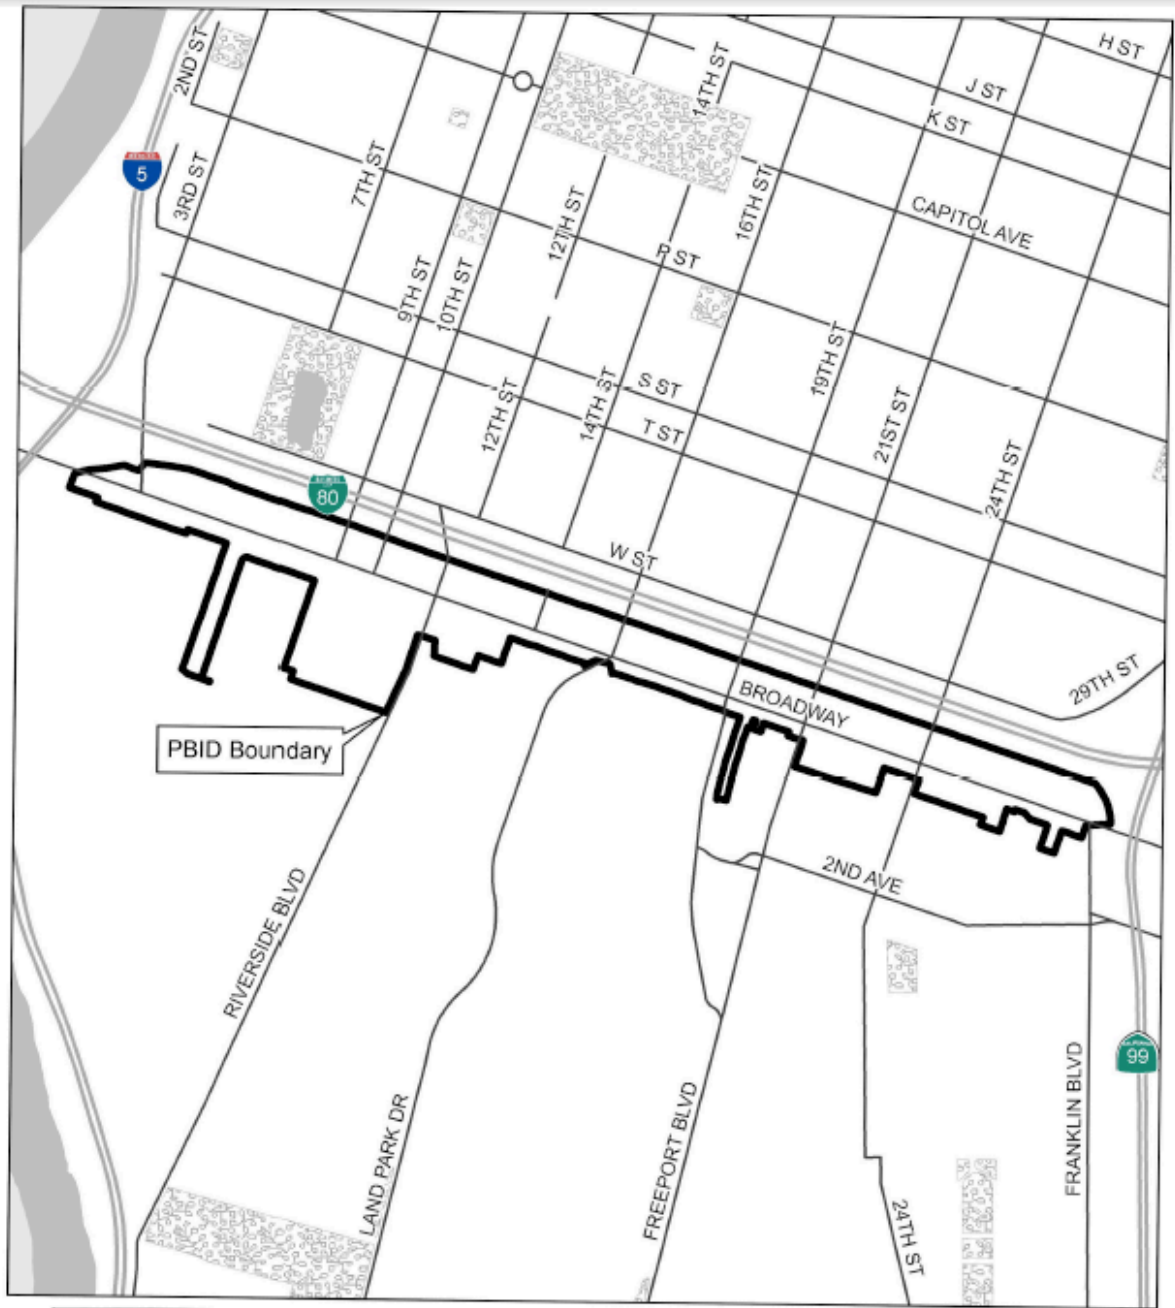 H ST
2ND ST
14TH ST
J ST
K ST
5
3RD ST
7TH ST
16TH ST
CAPITOL AVE
12TH ST
P ST
9TH ST
10TH ST
19TH ST
S ST
12TH ST
14TH ST
T ST
21ST ST
24TH ST
80
W ST
29TH ST
BROADWAY
PBID Boundary
2ND AVE
RIVERSIDE BLVD
99
FRANKLIN BLVD
LAND PARK DR
FREEPORT BLVD
24TH ST